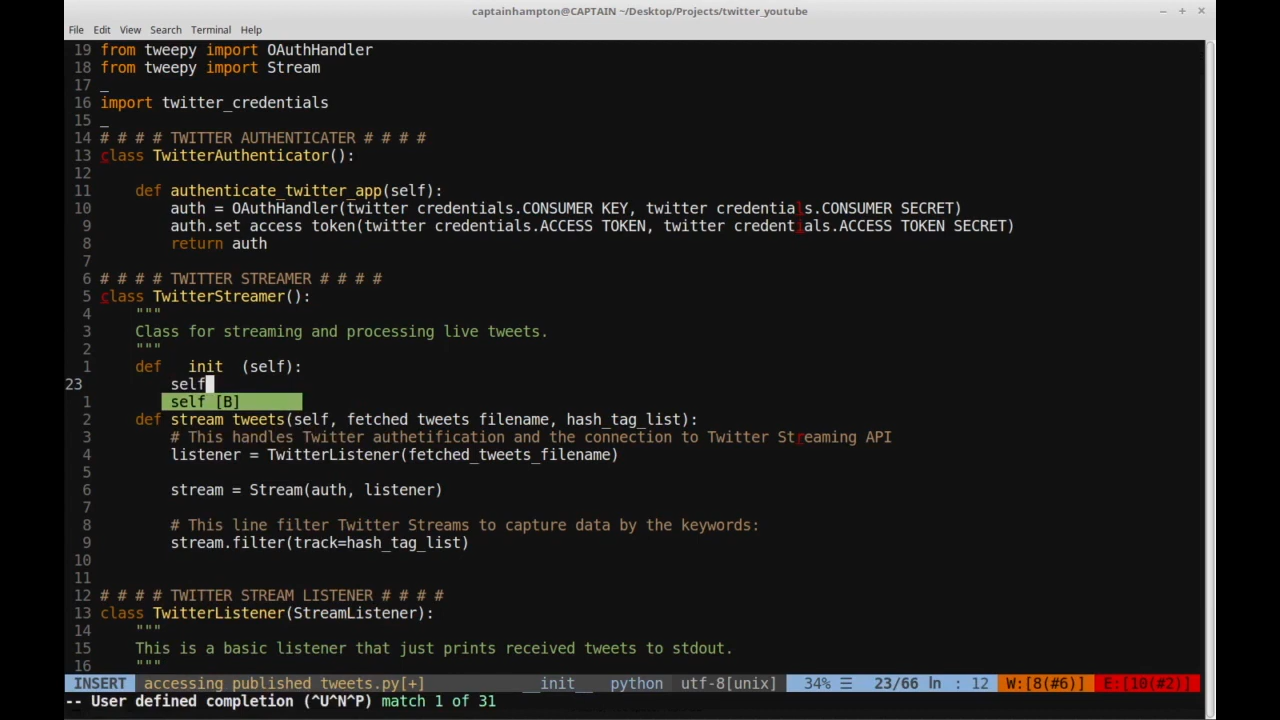 captainhampton@CAPTAIN ~/Desktop/Projects/twitter_youtube
File Edit View Search Terminal Help
19 from tweepy import OAuthHandler
18 from tweepy import Stream
17 _
16 import twitter_credentials
15 _
14 # # # # TWITTER AUTHENTICATER # # # #
13 class TwitterAuthenticator():
12
11 def authenticate_twitter_app(self):
10 auth = OAuthHandler(twitter credentials.CONSUMER KEY, twitter credentials.CONSUMER SECRET)
9 auth.set access token(twitter credentials.ACCESS TOKEN, twitter credentials.ACCESS TOKEN SECRET)
8 return auth
7
6 # # # # TWITTER STREAMER # # # #
5 class TwitterStreamer():
4 """
3 Class for streaming and processing live tweets.
2 """
1 def init (self):
23 self
1 self [B]
2 def stream tweets(self, fetched tweets filename, hash_tag_list):
3 # This handles Twitter authetification and the connection to Twitter Streaming API
4 listener = TwitterListener(fetched_tweets_filename)
5
6 stream = Stream(auth, listener)
7
8 # This line filter Twitter Streams to capture data by the keywords:
9 stream.filter(track=hash_tag_list)
10
11
12 # # # # TWITTER STREAM LISTENER # # # #
13 class TwitterListener(StreamListener):
14 """
15 This is a basic listener that just prints received tweets to stdout.
16 """
INSERT accessing published tweets.py[+] __init__ python utf-8[unix] 34% ☰ 23/66 ln : 12 W:[8(#6)] E:[10(#2)]
-- User defined completion (^U^N^P) match 1 of 31